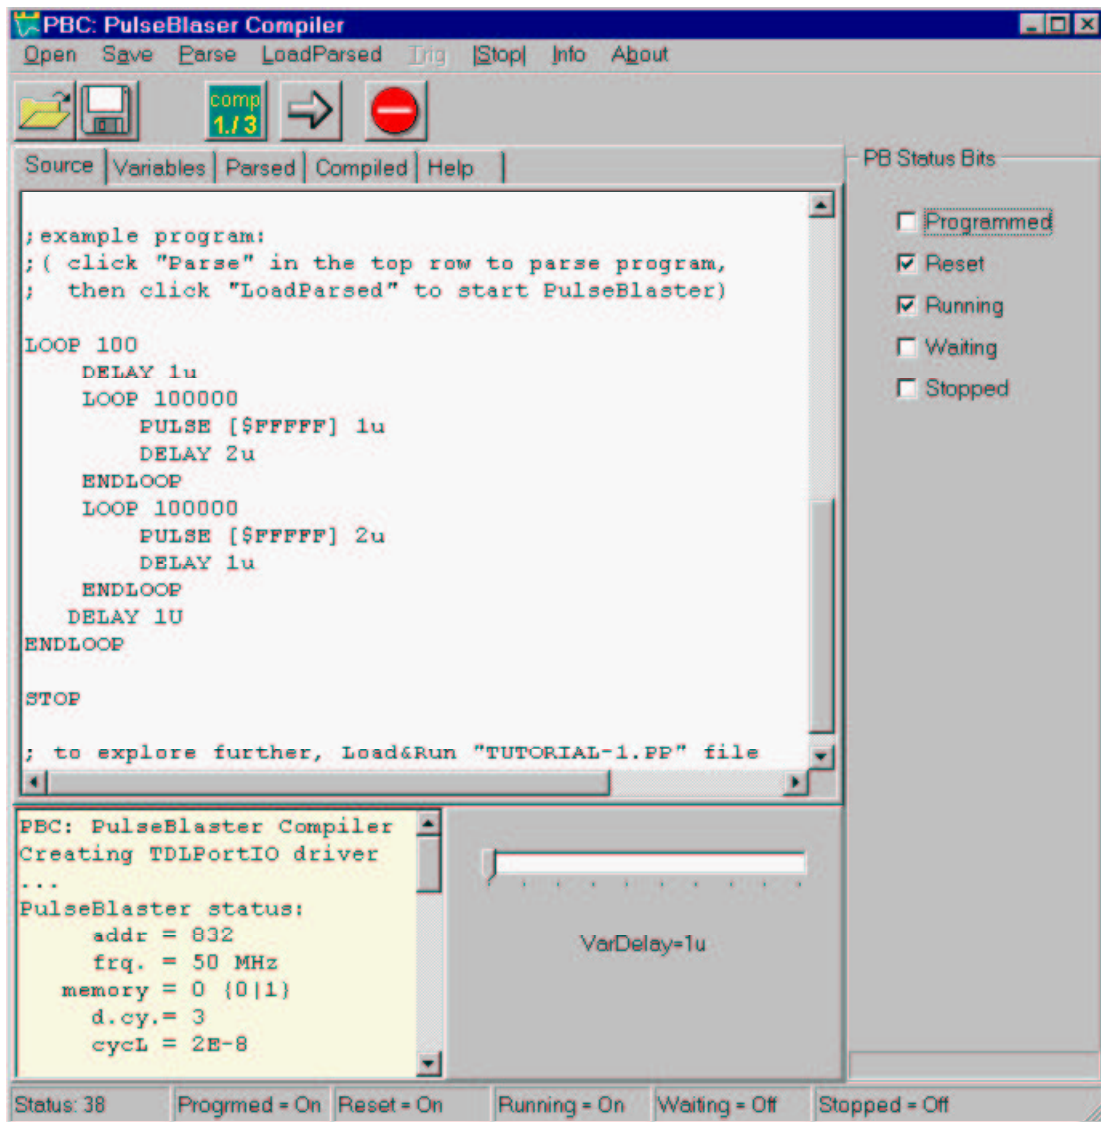 PBC: PulseBlaser Compiler
Open Save Parse LoadParsed Trig |Stop| Info About
comp
1./3
Source Variables Parsed Compiled Help
;example program:
;( click "Parse" in the top row to parse program,
;  then click "LoadParsed" to start PulseBlaster)
LOOP 100
DELAY 1u
LOOP 100000
PULSE [$FFFFF] 1u
DELAY 2u
ENDLOOP
LOOP 100000
PULSE [$FFFFF] 2u
DELAY 1u
ENDLOOP
DELAY 1U
ENDLOOP
STOP
; to explore further, Load&Run "TUTORIAL-1.PP" file
PB Status Bits
Programmed
Reset
Running
Waiting
Stopped
PBC: PulseBlaster Compiler
Creating TDLPortIO driver
...
PulseBlaster status:
addr = 832
frq. = 50 MHz
memory = 0 {0|1}
d.cy.= 3
cycL = 2E-8
VarDelay=1u
Status: 38 Progrmed = On Reset = On Running = On Waiting = Off Stopped = Off